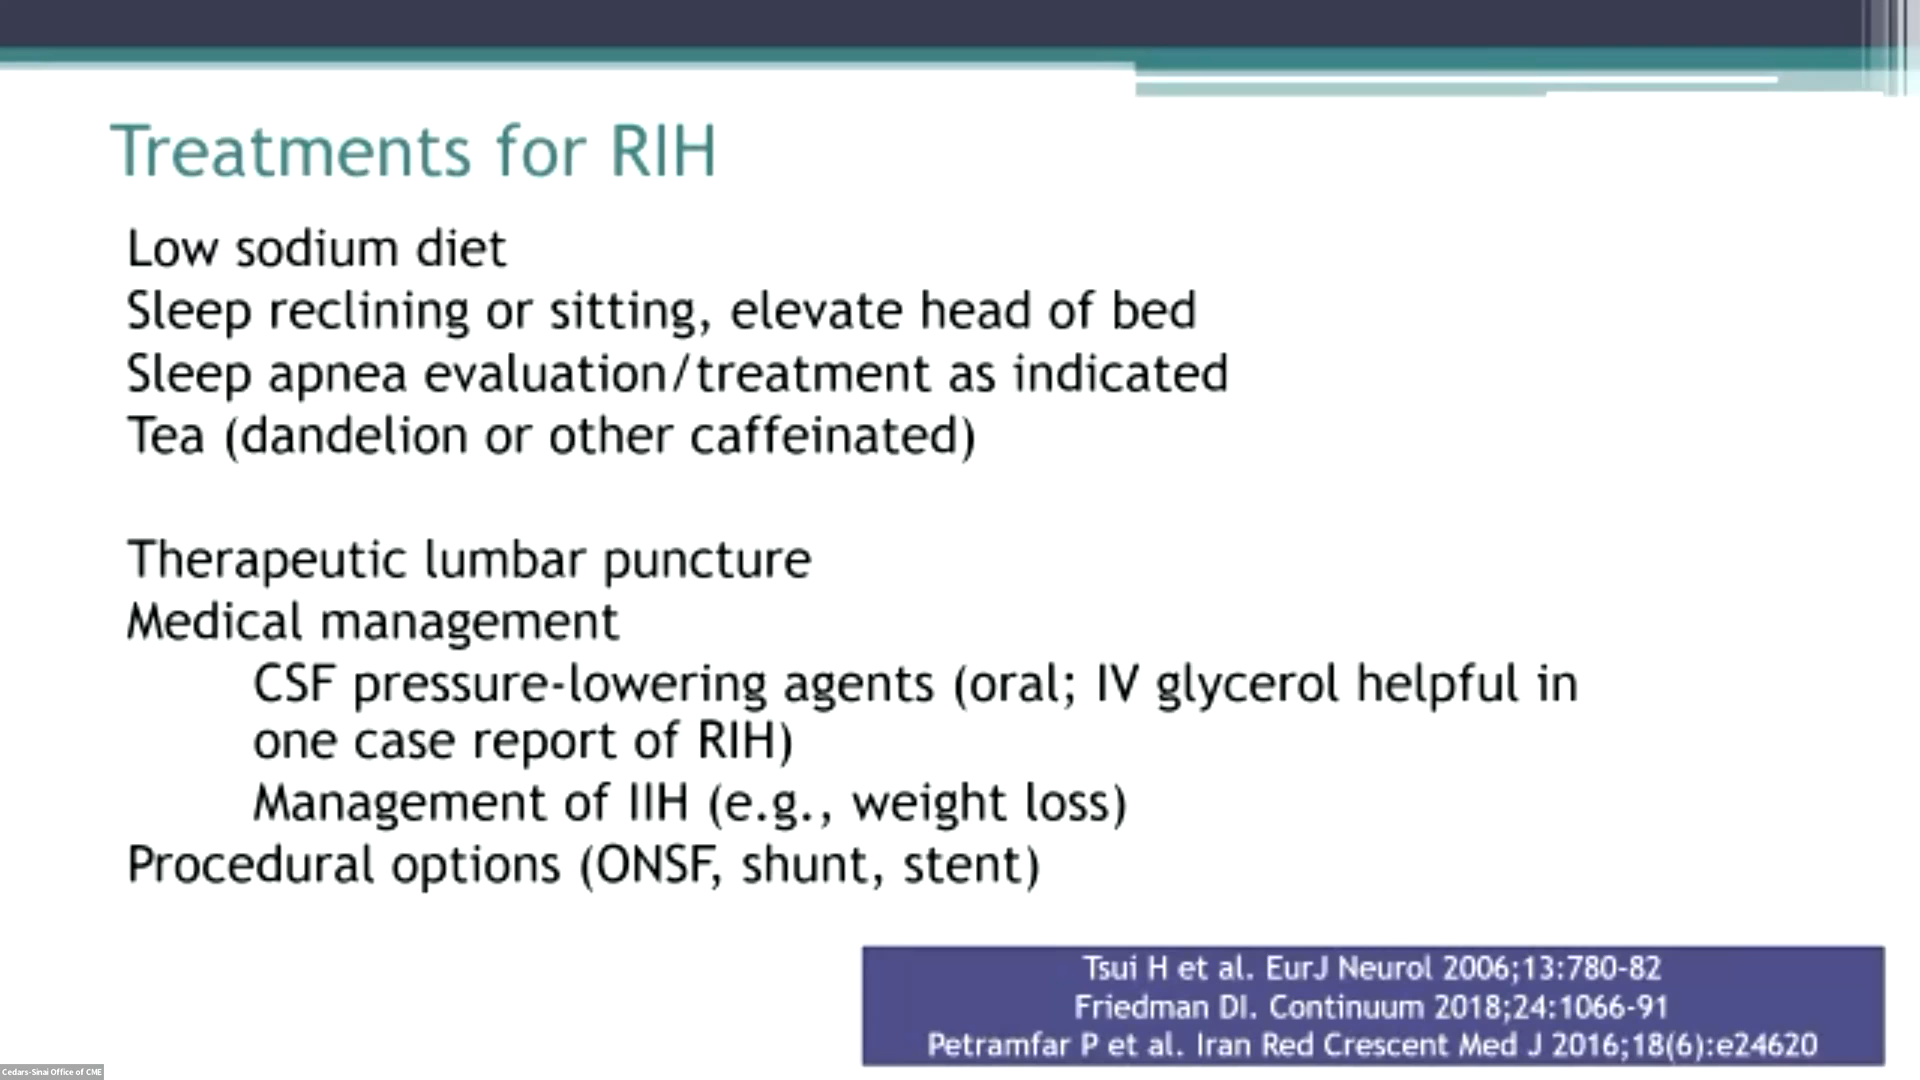 Treatments for RIH
Low sodium diet
Sleep reclining or sitting, elevate head of bed
Sleep apnea evaluation/treatment as indicated
Tea (dandelion or other caffeinated)
Therapeutic lumbar puncture
Medical management
CSF pressure-lowering agents (oral; IV glycerol helpful in
one case report of RIH)
Management of IIH (e.g., weight loss)
Procedural options (ONSF, shunt, stent)
Tsui H et al. EurJ Neurol 2006;13:780-82
Friedman DI. Continuum 2018;24:1066-91
Petramfar P et al. Iran Red Crescent Med J 2016;18(6):e24620
Cedars-Sinai Office of CME